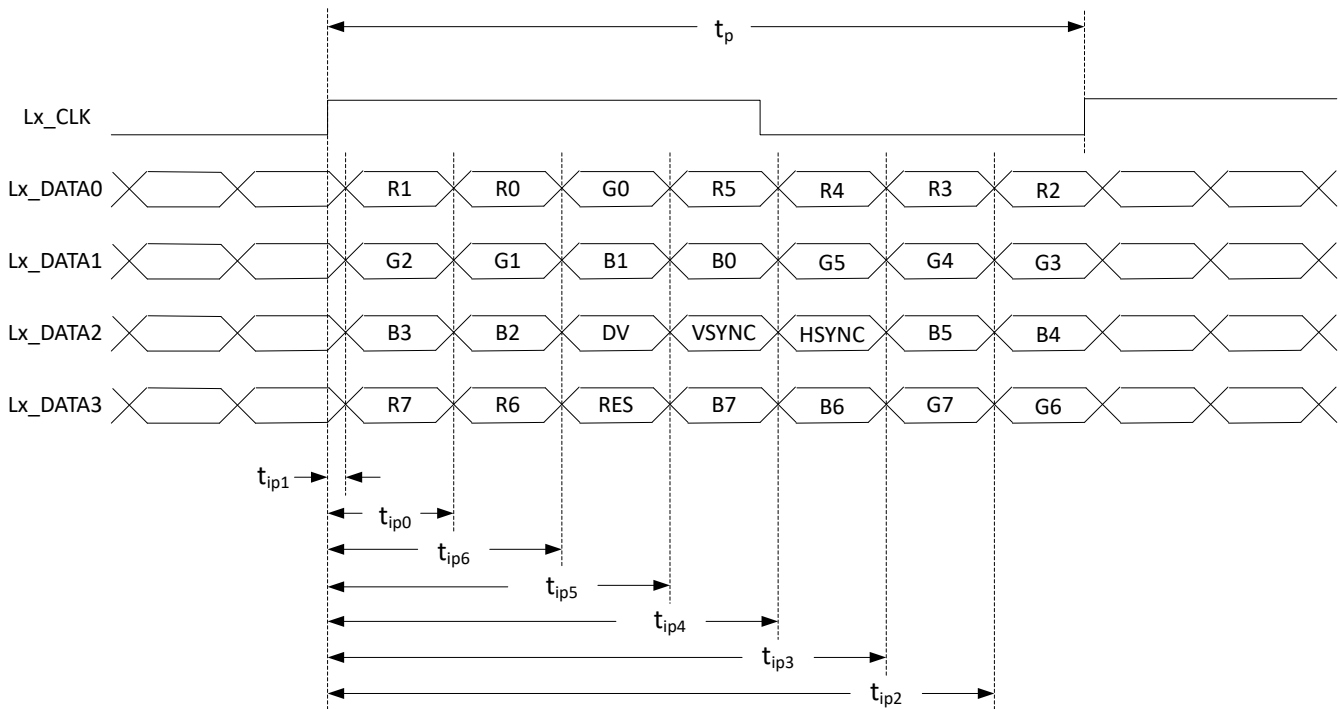 tp
Lx_CLK
Lx_DATA0 R1 R0 G0 R5 R4 R3 R2
Lx_DATA1 G2 G1 B1 B0 G5 G4 G3
Lx_DATA2 B3 B2 DV VSYNC HSYNC B5 B4
Lx_DATA3 R7 R6 RES B7 B6 G7 G6
tip1
tip0
tip6
tip5
tip4
tip3
tip2